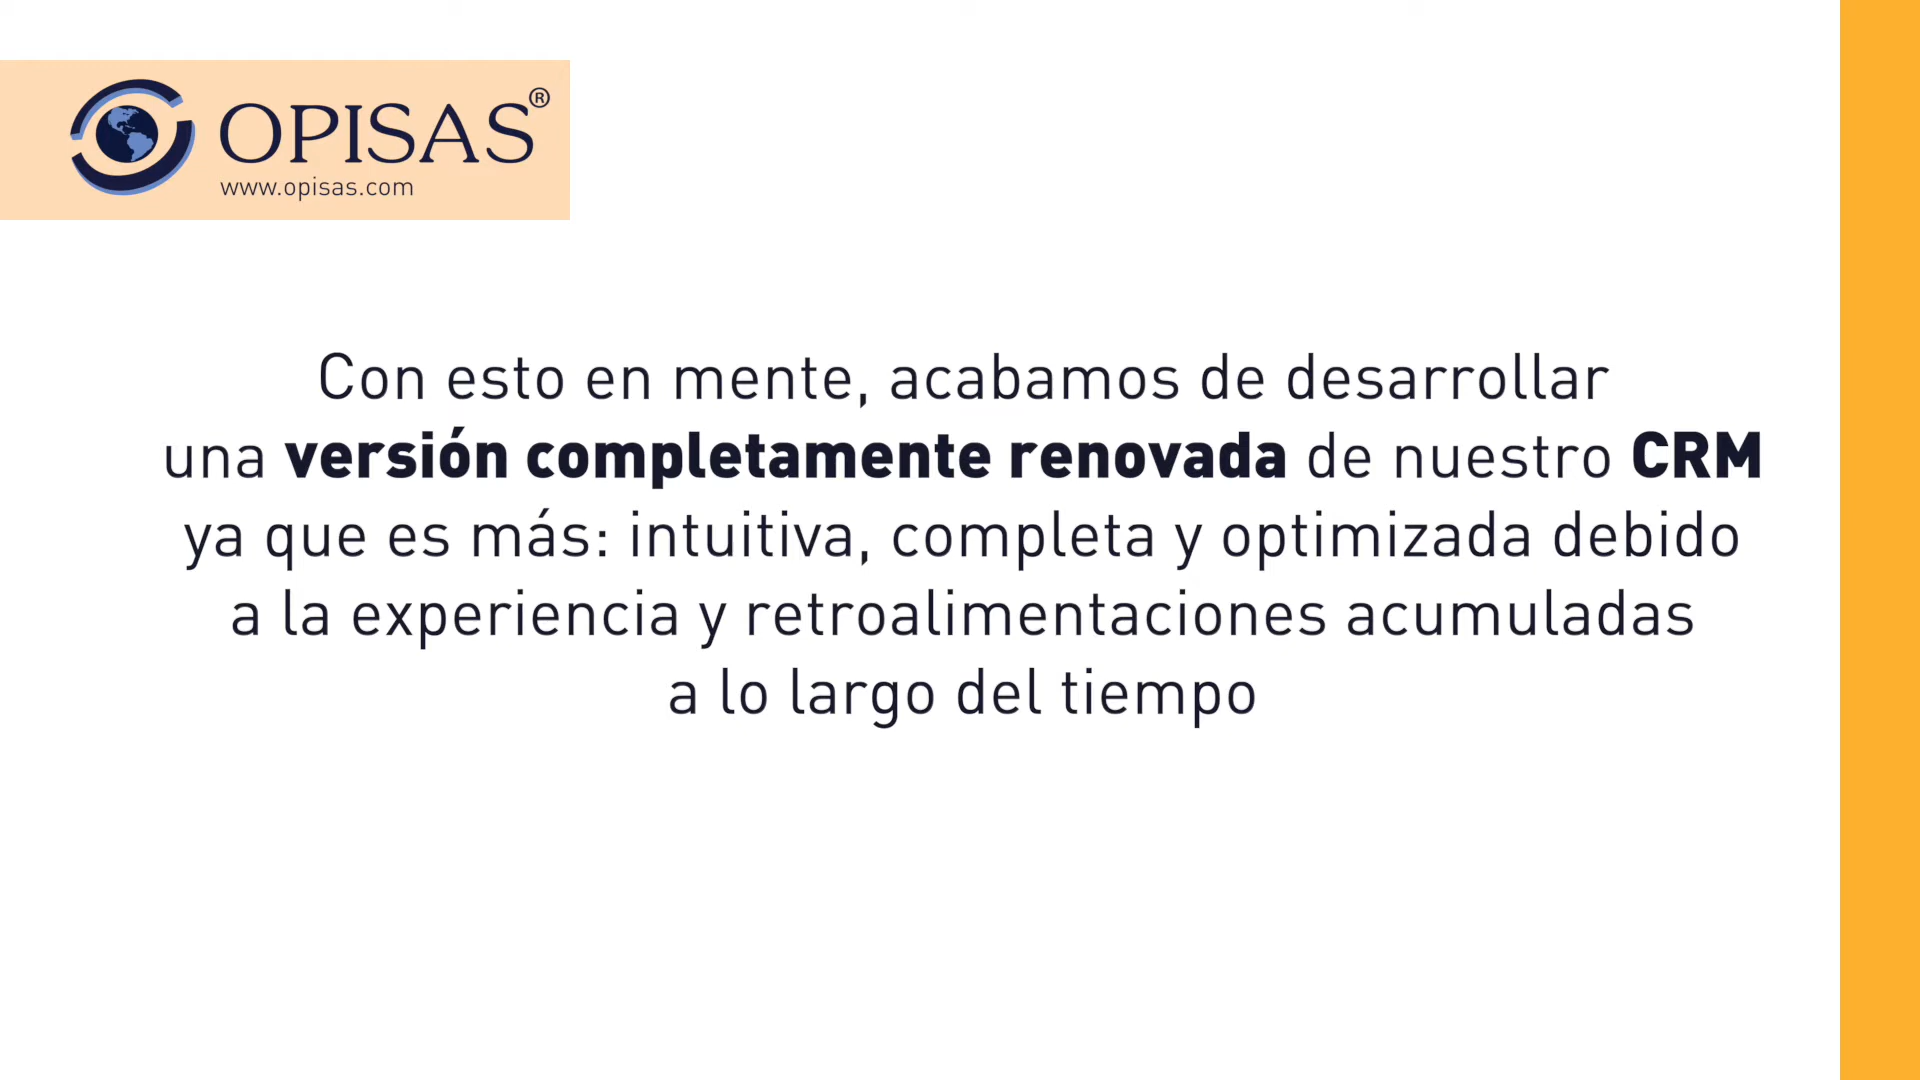 OPISAS®
www.opisas.com
Con esto en mente, acabamos de desarrollar
una versión completamente renovada de nuestro CRM
ya que es más: intuitiva, completa y optimizada debido
a la experiencia y retroalimentaciones acumuladas
a lo largo del tiempo